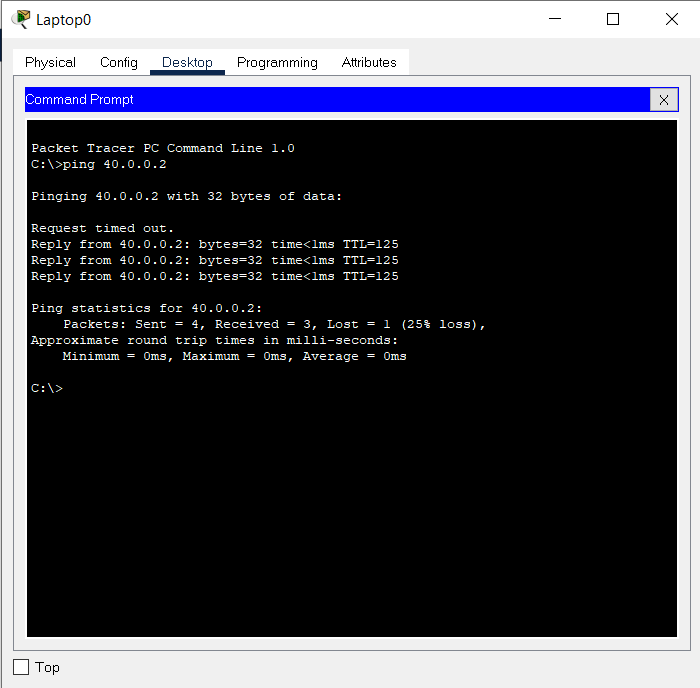 Laptop0
Physical Config Desktop Programming Attributes
Command Prompt X
Packet Tracer PC Command Line 1.0
C:\>ping 40.0.0.2
Pinging 40.0.0.2 with 32 bytes of data:
Request timed out.
Reply from 40.0.0.2: bytes=32 time<1ms TTL=125
Reply from 40.0.0.2: bytes=32 time<1ms TTL=125
Reply from 40.0.0.2: bytes=32 time<1ms TTL=125
Ping statistics for 40.0.0.2:
    Packets: Sent = 4, Received = 3, Lost = 1 (25% loss),
Approximate round trip times in milli-seconds:
    Minimum = 0ms, Maximum = 0ms, Average = 0ms
C:\>
Top